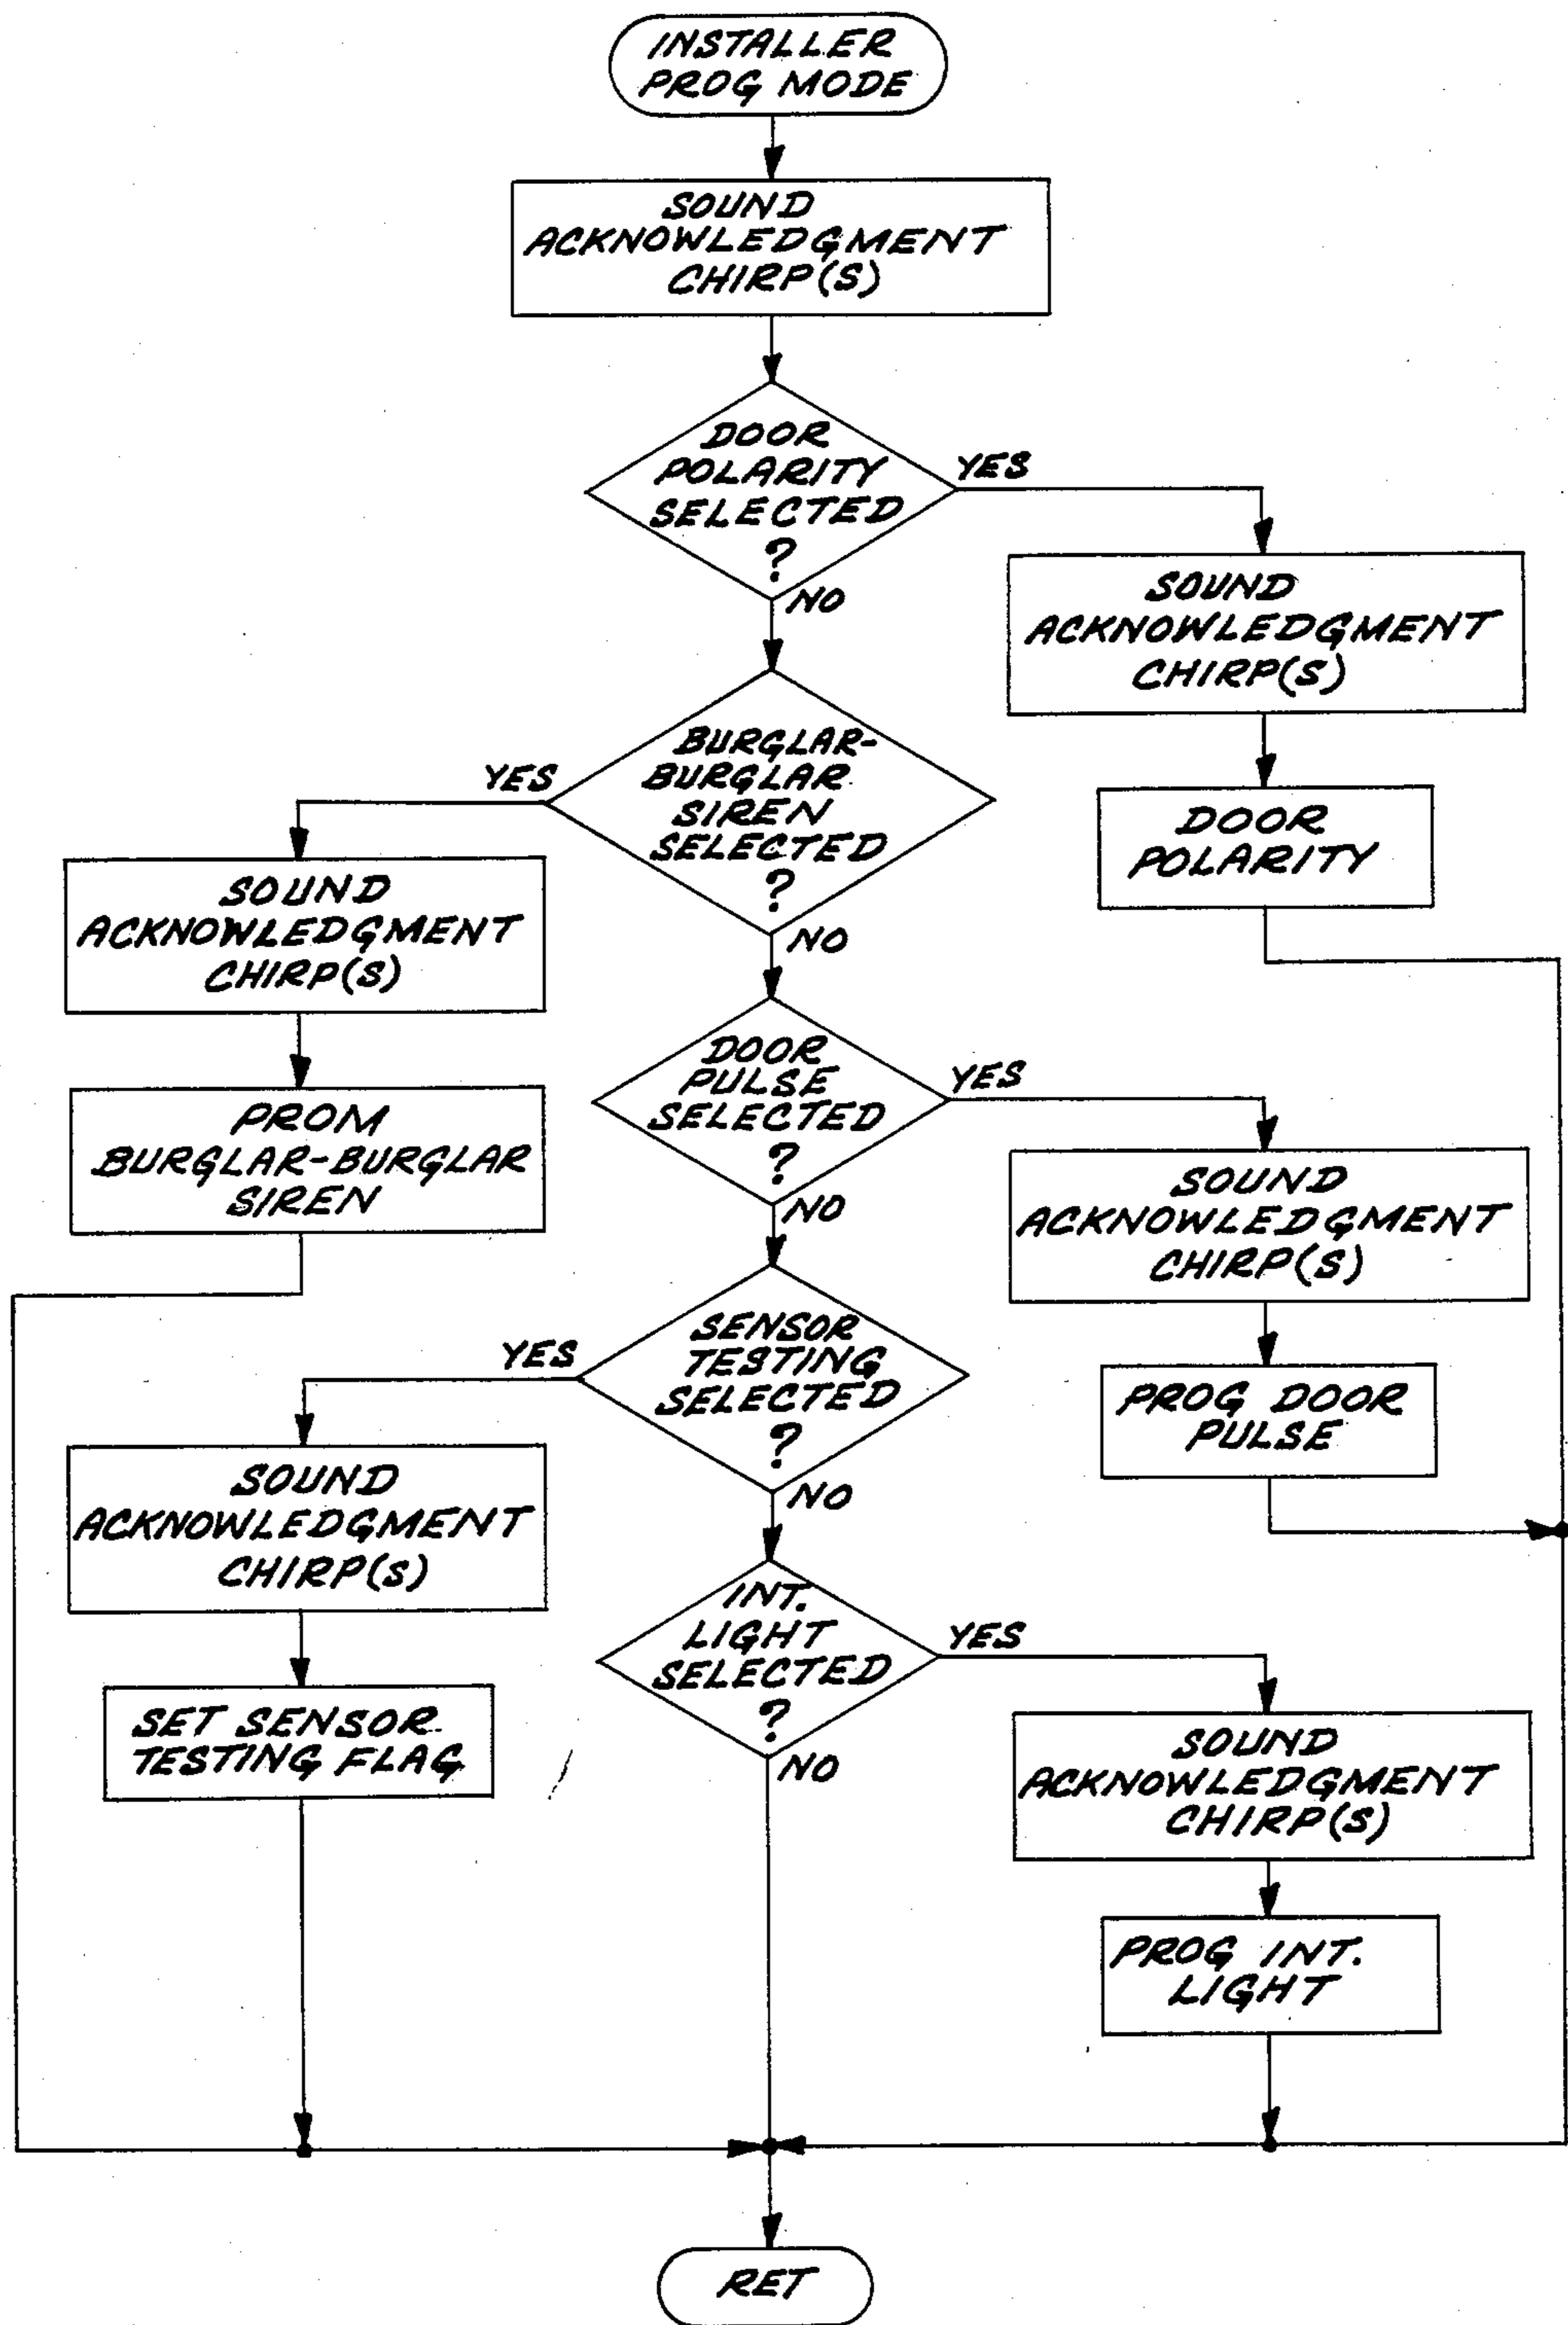 INSTALLER
PROG MODE
SOUND
ACKNOWLEDGMENT
CHIRP(S)
DOOR
POLARITY
SELECTED
?
YES
NO
SOUND
ACKNOWLEDGMENT
CHIRP(S)
DOOR
POLARITY
BURGLAR-
BURGLAR
SIREN
SELECTED
?
YES
NO
SOUND
ACKNOWLEDGMENT
CHIRP(S)
PROM
BURGLAR-BURGLAR
SIREN
DOOR
PULSE
SELECTED
?
YES
NO
SOUND
ACKNOWLEDGMENT
CHIRP(S)
PROG DOOR
PULSE
SENSOR
TESTING
SELECTED
?
YES
NO
SOUND
ACKNOWLEDGMENT
CHIRP(S)
SET SENSOR
TESTING FLAG
INT.
LIGHT
SELECTED
?
YES
NO
SOUND
ACKNOWLEDGMENT
CHIRP(S)
PROG INT.
LIGHT
RET